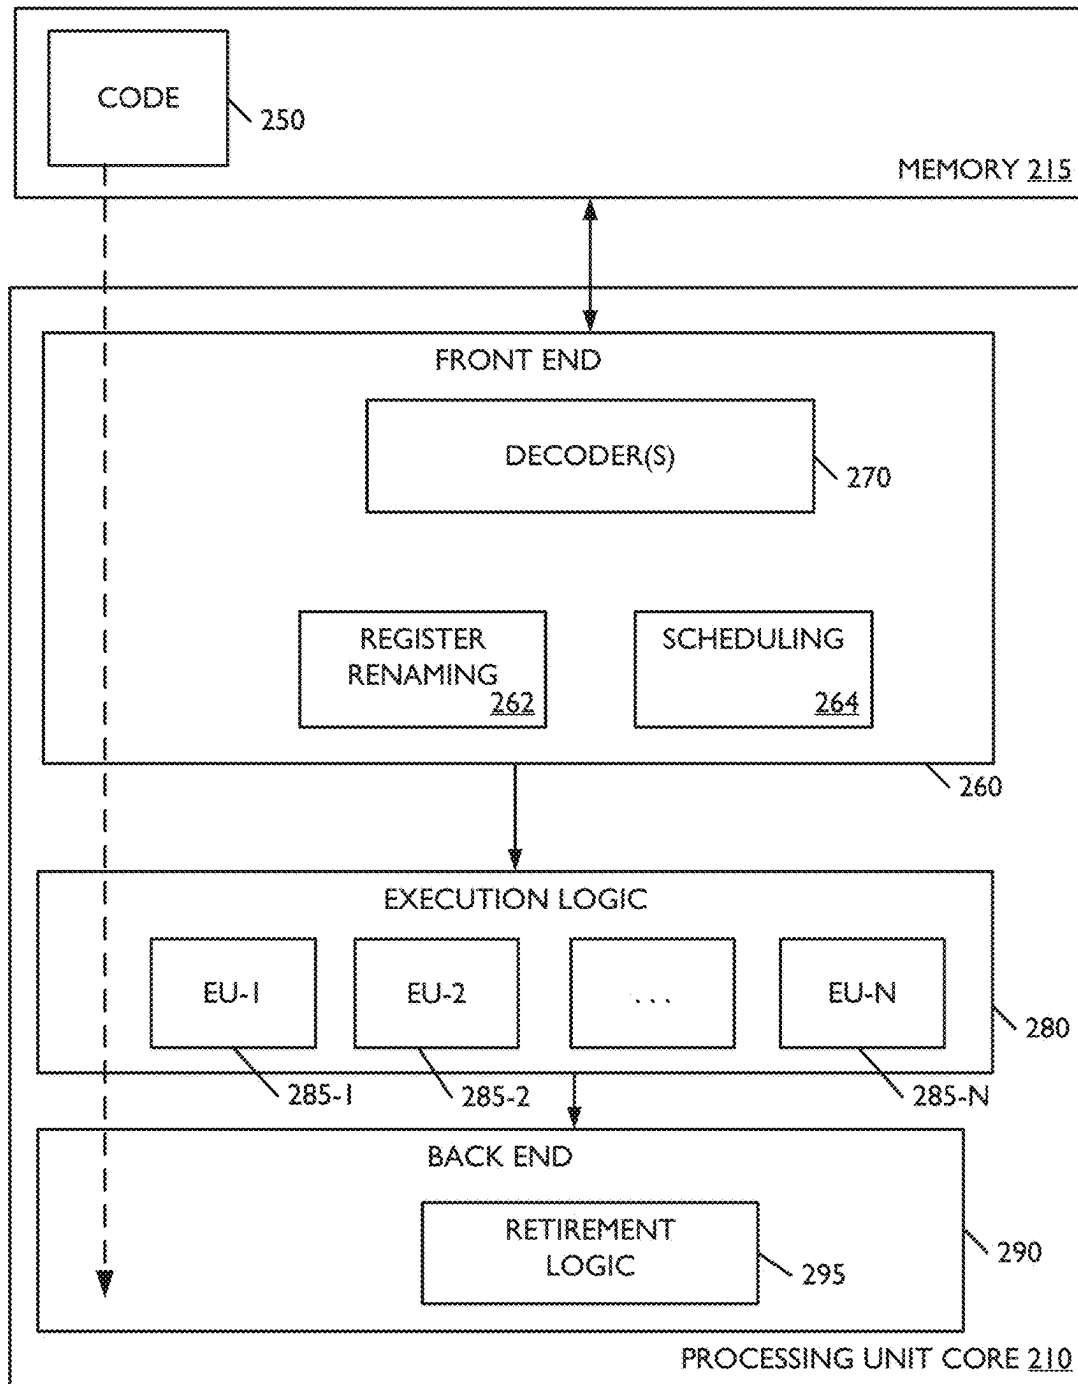 CODE
250
MEMORY 215
FRONT END
DECODER(S)
270
REGISTER
RENAMING
262
SCHEDULING
264
260
EXECUTION LOGIC
EU-1
EU-2
. . .
EU-N
280
285-1
285-2
285-N
BACK END
RETIREMENT
LOGIC
295
290
PROCESSING UNIT CORE 210